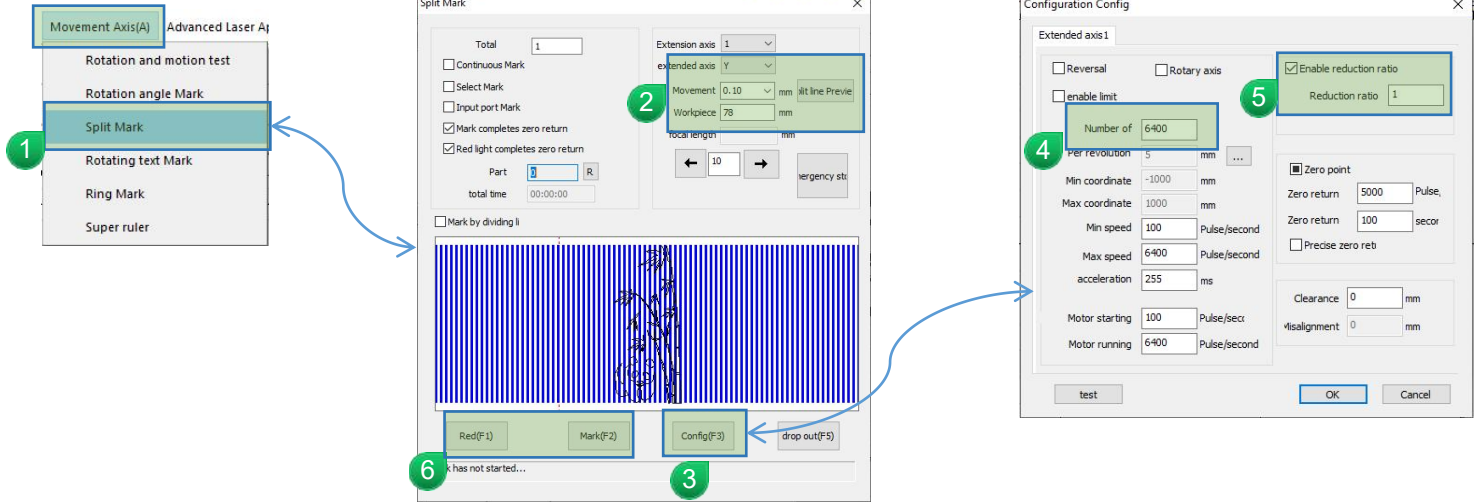 Movement Axis(A) Advanced Laser Ap
Rotation and motion test
Rotation angle Mark
1 Split Mark
Rotating text Mark
Ring Mark
Super ruler
Split Mark
Total 1
Continuous Mark
Select Mark
Input port Mark
Mark completes zero return
Red light completes zero return
Part 0 R
total time 00:00:00
Extension axis 1
extended axis Y
2 Movement 0.10 mm lit line Previe
Workpiece 78 mm
focal length mm
10
ergency sto
Mark by dividing li
Red(F1) Mark(F2) Config(F3) drop out(F5)
6 has not started...
3
Configuration Config
Extended axis1
Reversal Rotary axis
enable limit
4 Number of 6400
Per revolution 5 mm ...
Min coordinate -1000 mm
Max coordinate 1000 mm
Min speed 100 Pulse/second
Max speed 6400 Pulse/second
acceleration 255 ms
Motor starting 100 Pulse/sec
Motor running 6400 Pulse/second
5 Enable reduction ratio
Reduction ratio 1
Zero point
Zero return 5000 Pulse,
Zero return 100 secor
Precise zero reti
Clearance 0 mm
Misalignment 0 mm
test OK Cancel